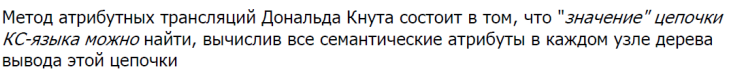 Метод атрибутных трансляций Дональда Кнута состоит в том, что "значение" цепочки
КС-языка можно найти, вычислив все семантические атрибуты в каждом узле дерева
вывода этой цепочки